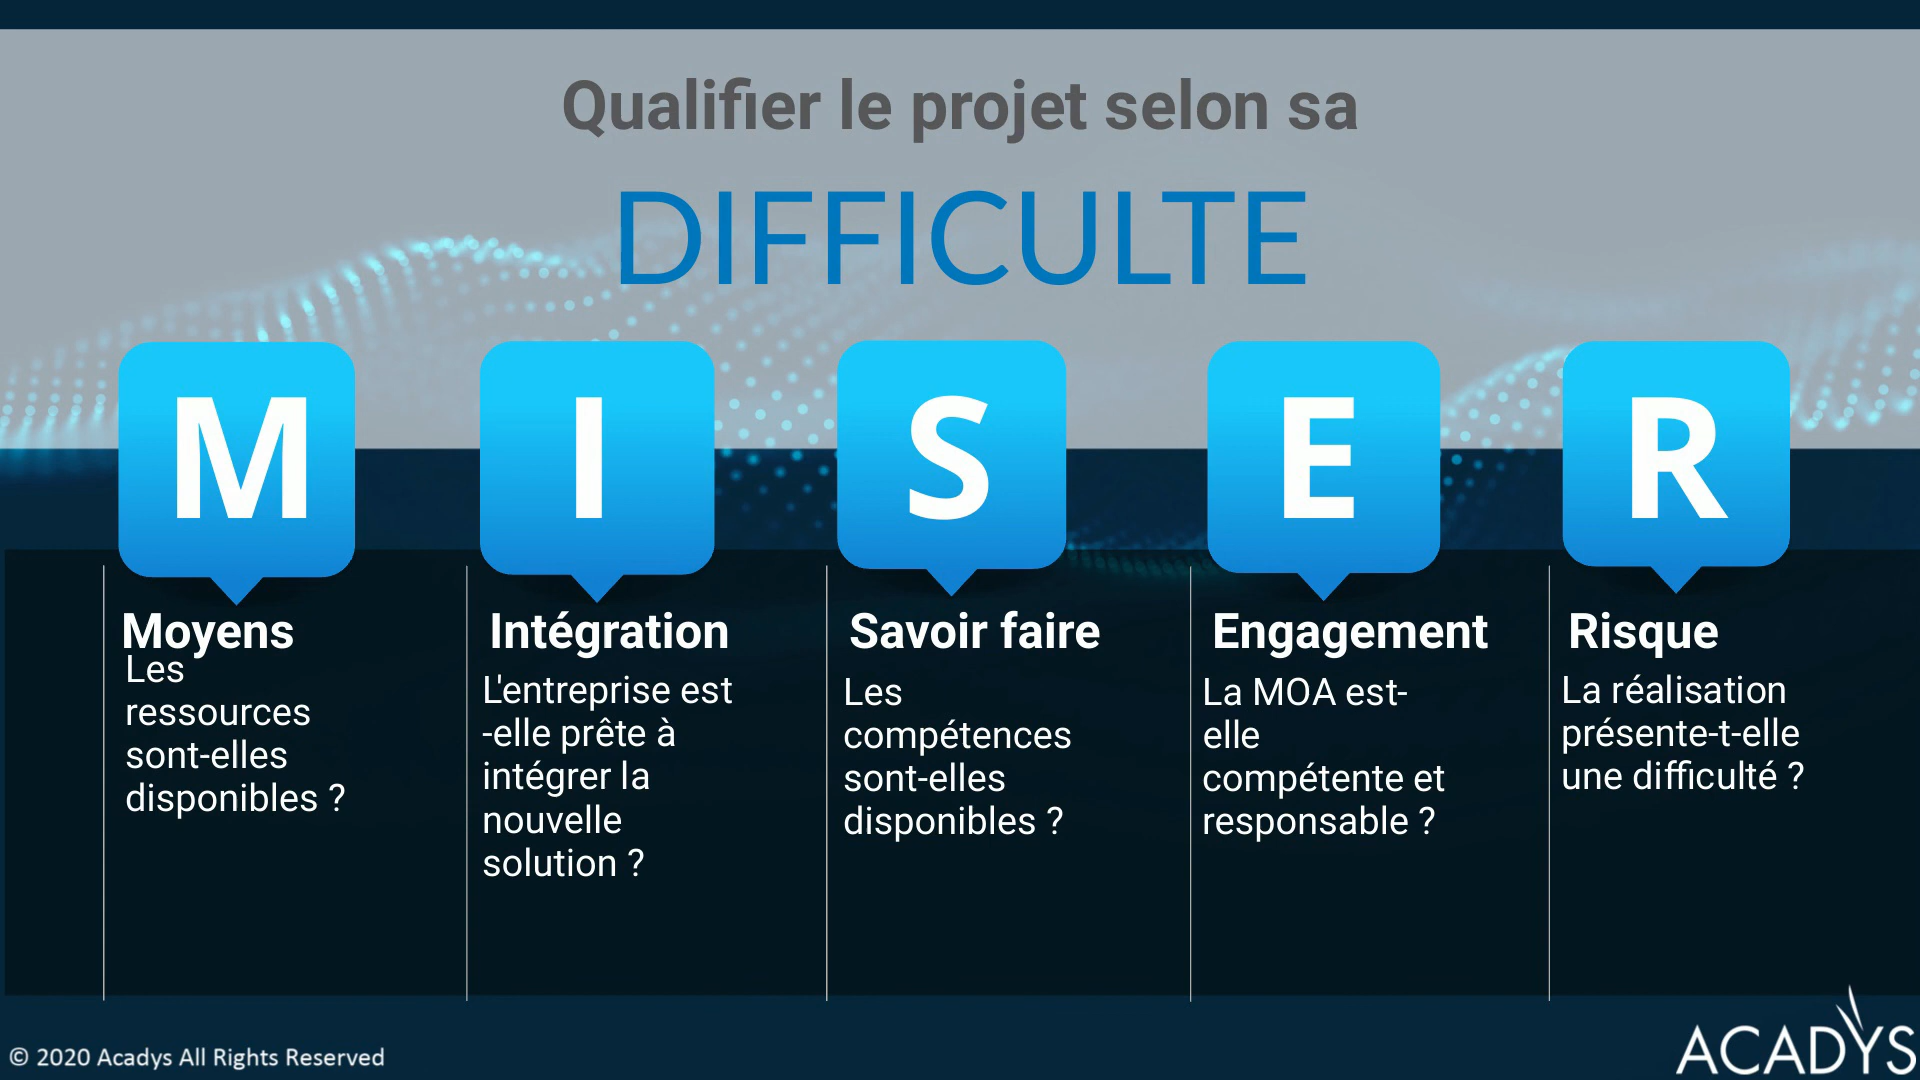 Qualifier le projet selon sa
DIFFICULTE
M
I
S
E
R
Moyens
Les
ressources
sont-elles
disponibles ?
Intégration
L'entreprise est
-elle prête à
intégrer la
nouvelle
solution ?
Savoir faire
Les
compétences
sont-elles
disponibles ?
Engagement
La MOA est-
elle
compétente et
responsable ?
Risque
La réalisation
présente-t-elle
une difficulté ?
© 2020 Acadys All Rights Reserved
ACADYS